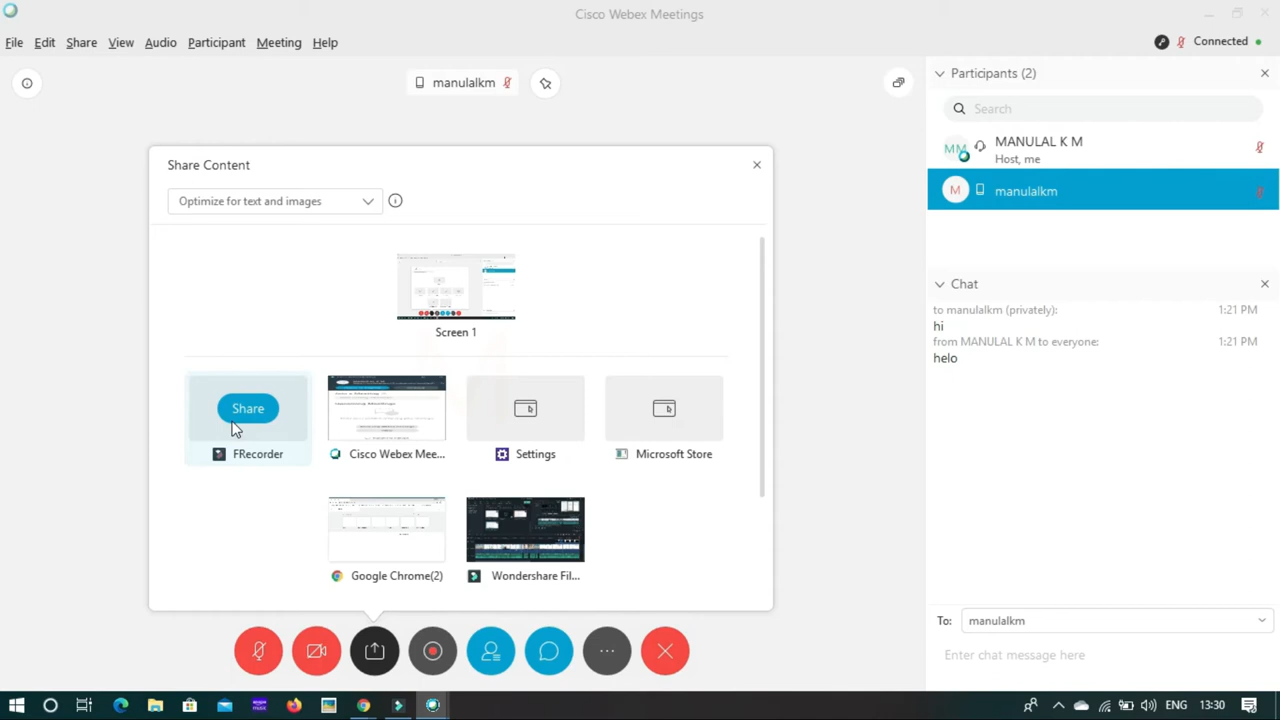 Cisco Webex Meetings
File Edit Share View Audio Participant Meeting Help
Connected
manulalkm
Participants (2)
Search
MM
MANULAL K M
Host, me
M
manulalkm
Share Content
Optimize for text and images
Screen 1
Share
FRecorder
Cisco Webex Mee...
Settings
Microsoft Store
Google Chrome(2)
Wondershare Fil...
Chat
to manulalkm (privately): 1:21 PM
hi
from MANULAL K M to everyone: 1:21 PM
helo
To: manulalkm
Enter chat message here
ENG 13:30